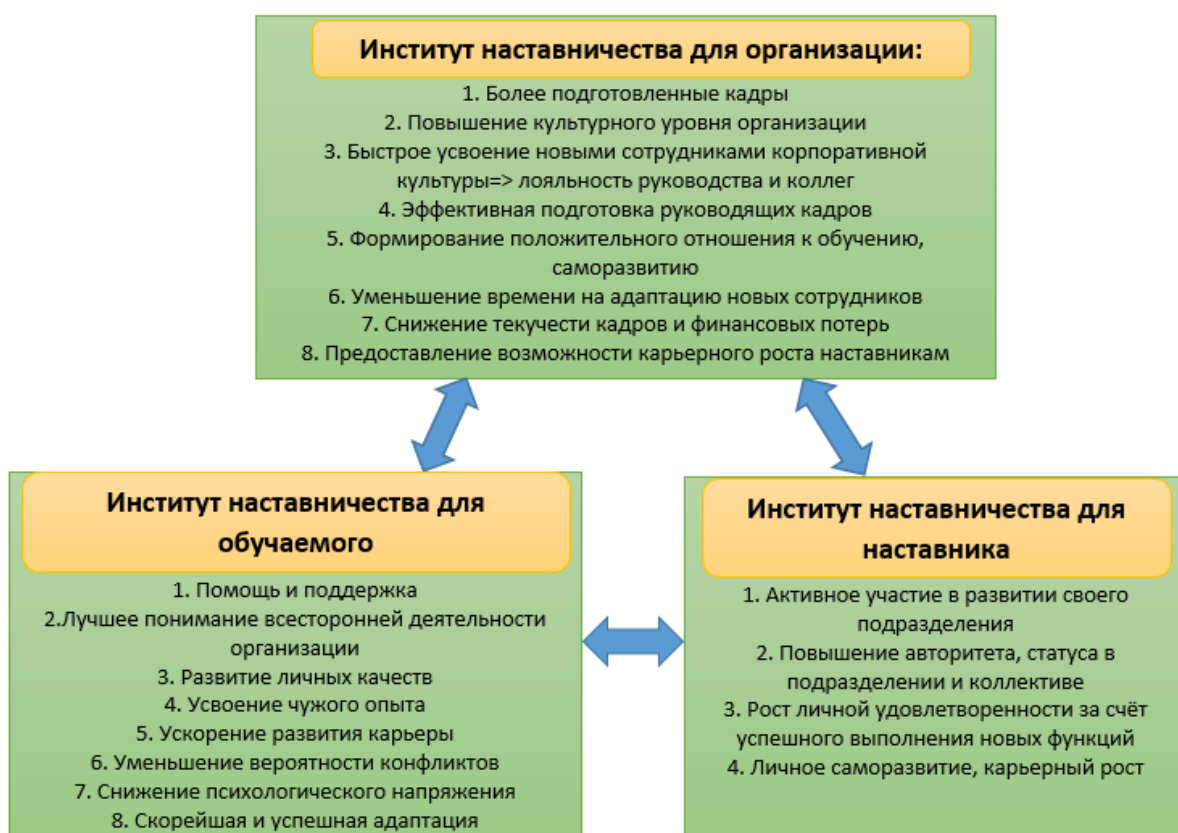 Институт наставничества для организации:
1. Более подготовленные кадры
2. Повышение культурного уровня организации
3. Быстрое усвоение новыми сотрудниками корпоративной
культуры=> лояльность руководства и коллег
4. Эффективная подготовка руководящих кадров
5. Формирование положительного отношения к обучению,
саморазвитию
6. Уменьшение времени на адаптацию новых сотрудников
7. Снижение текучести кадров и финансовых потерь
8. Предоставление возможности карьерного роста наставникам
Институт наставничества для
обучаемого
1. Помощь и поддержка
2.Лучшее понимание всесторонней деятельности
организации
3. Развитие личных качеств
4. Усвоение чужого опыта
5. Ускорение развития карьеры
6. Уменьшение вероятности конфликтов
7. Снижение психологического напряжения
8. Скорейшая и успешная адаптация
Институт наставничества для
наставника
1. Активное участие в развитии своего
подразделения
2. Повышение авторитета, статуса в
подразделении и коллективе
3. Рост личной удовлетворенности за счёт
успешного выполнения новых функций
4. Личное саморазвитие, карьерный рост